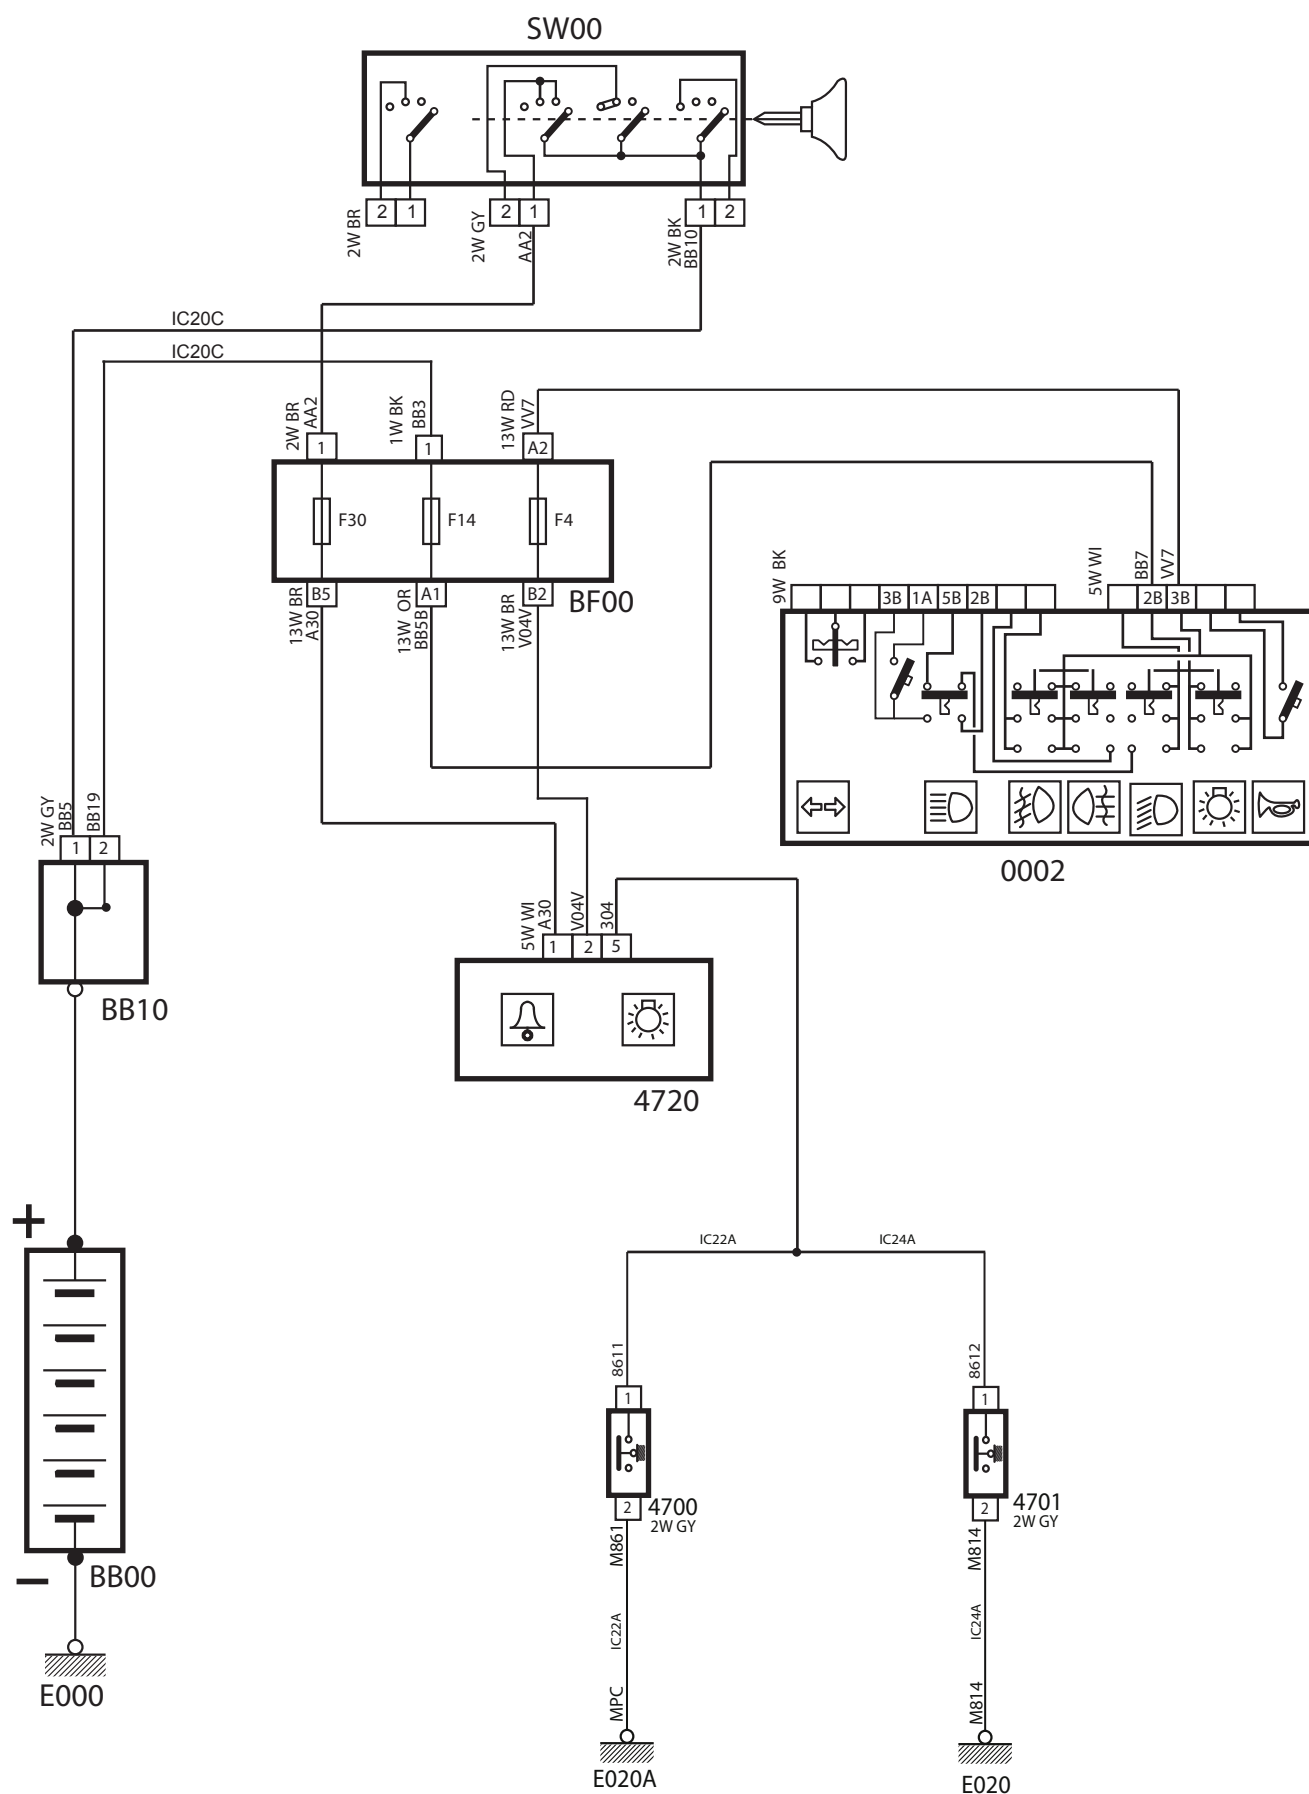 SW00
2 1
2W BR
2 1
2W GY
AA2
1 2
2W BK
BB10
IC20C
IC20C
2W BR
AA2
1
1W BK
BB3
1
13W RD
VV7
A2
F30
F14
F4
B5
A1
B2
BF00
13W BR
A30
13W OR
BB5B
13W BR
V04V
9W BK
3B 1A 5B 2B
5W WI
BB7
VV7
2B 3B
0002
2W GY
BB5
BB19
1 2
BB10
5W WI
A30
V04V
304
1 2 5
4720
+
BB00
−
E000
IC22A
IC24A
8611
1
2
4700
2W GY
M861
IC22A
MPC
E020A
8612
1
2
4701
2W GY
M814
IC24A
M814
E020